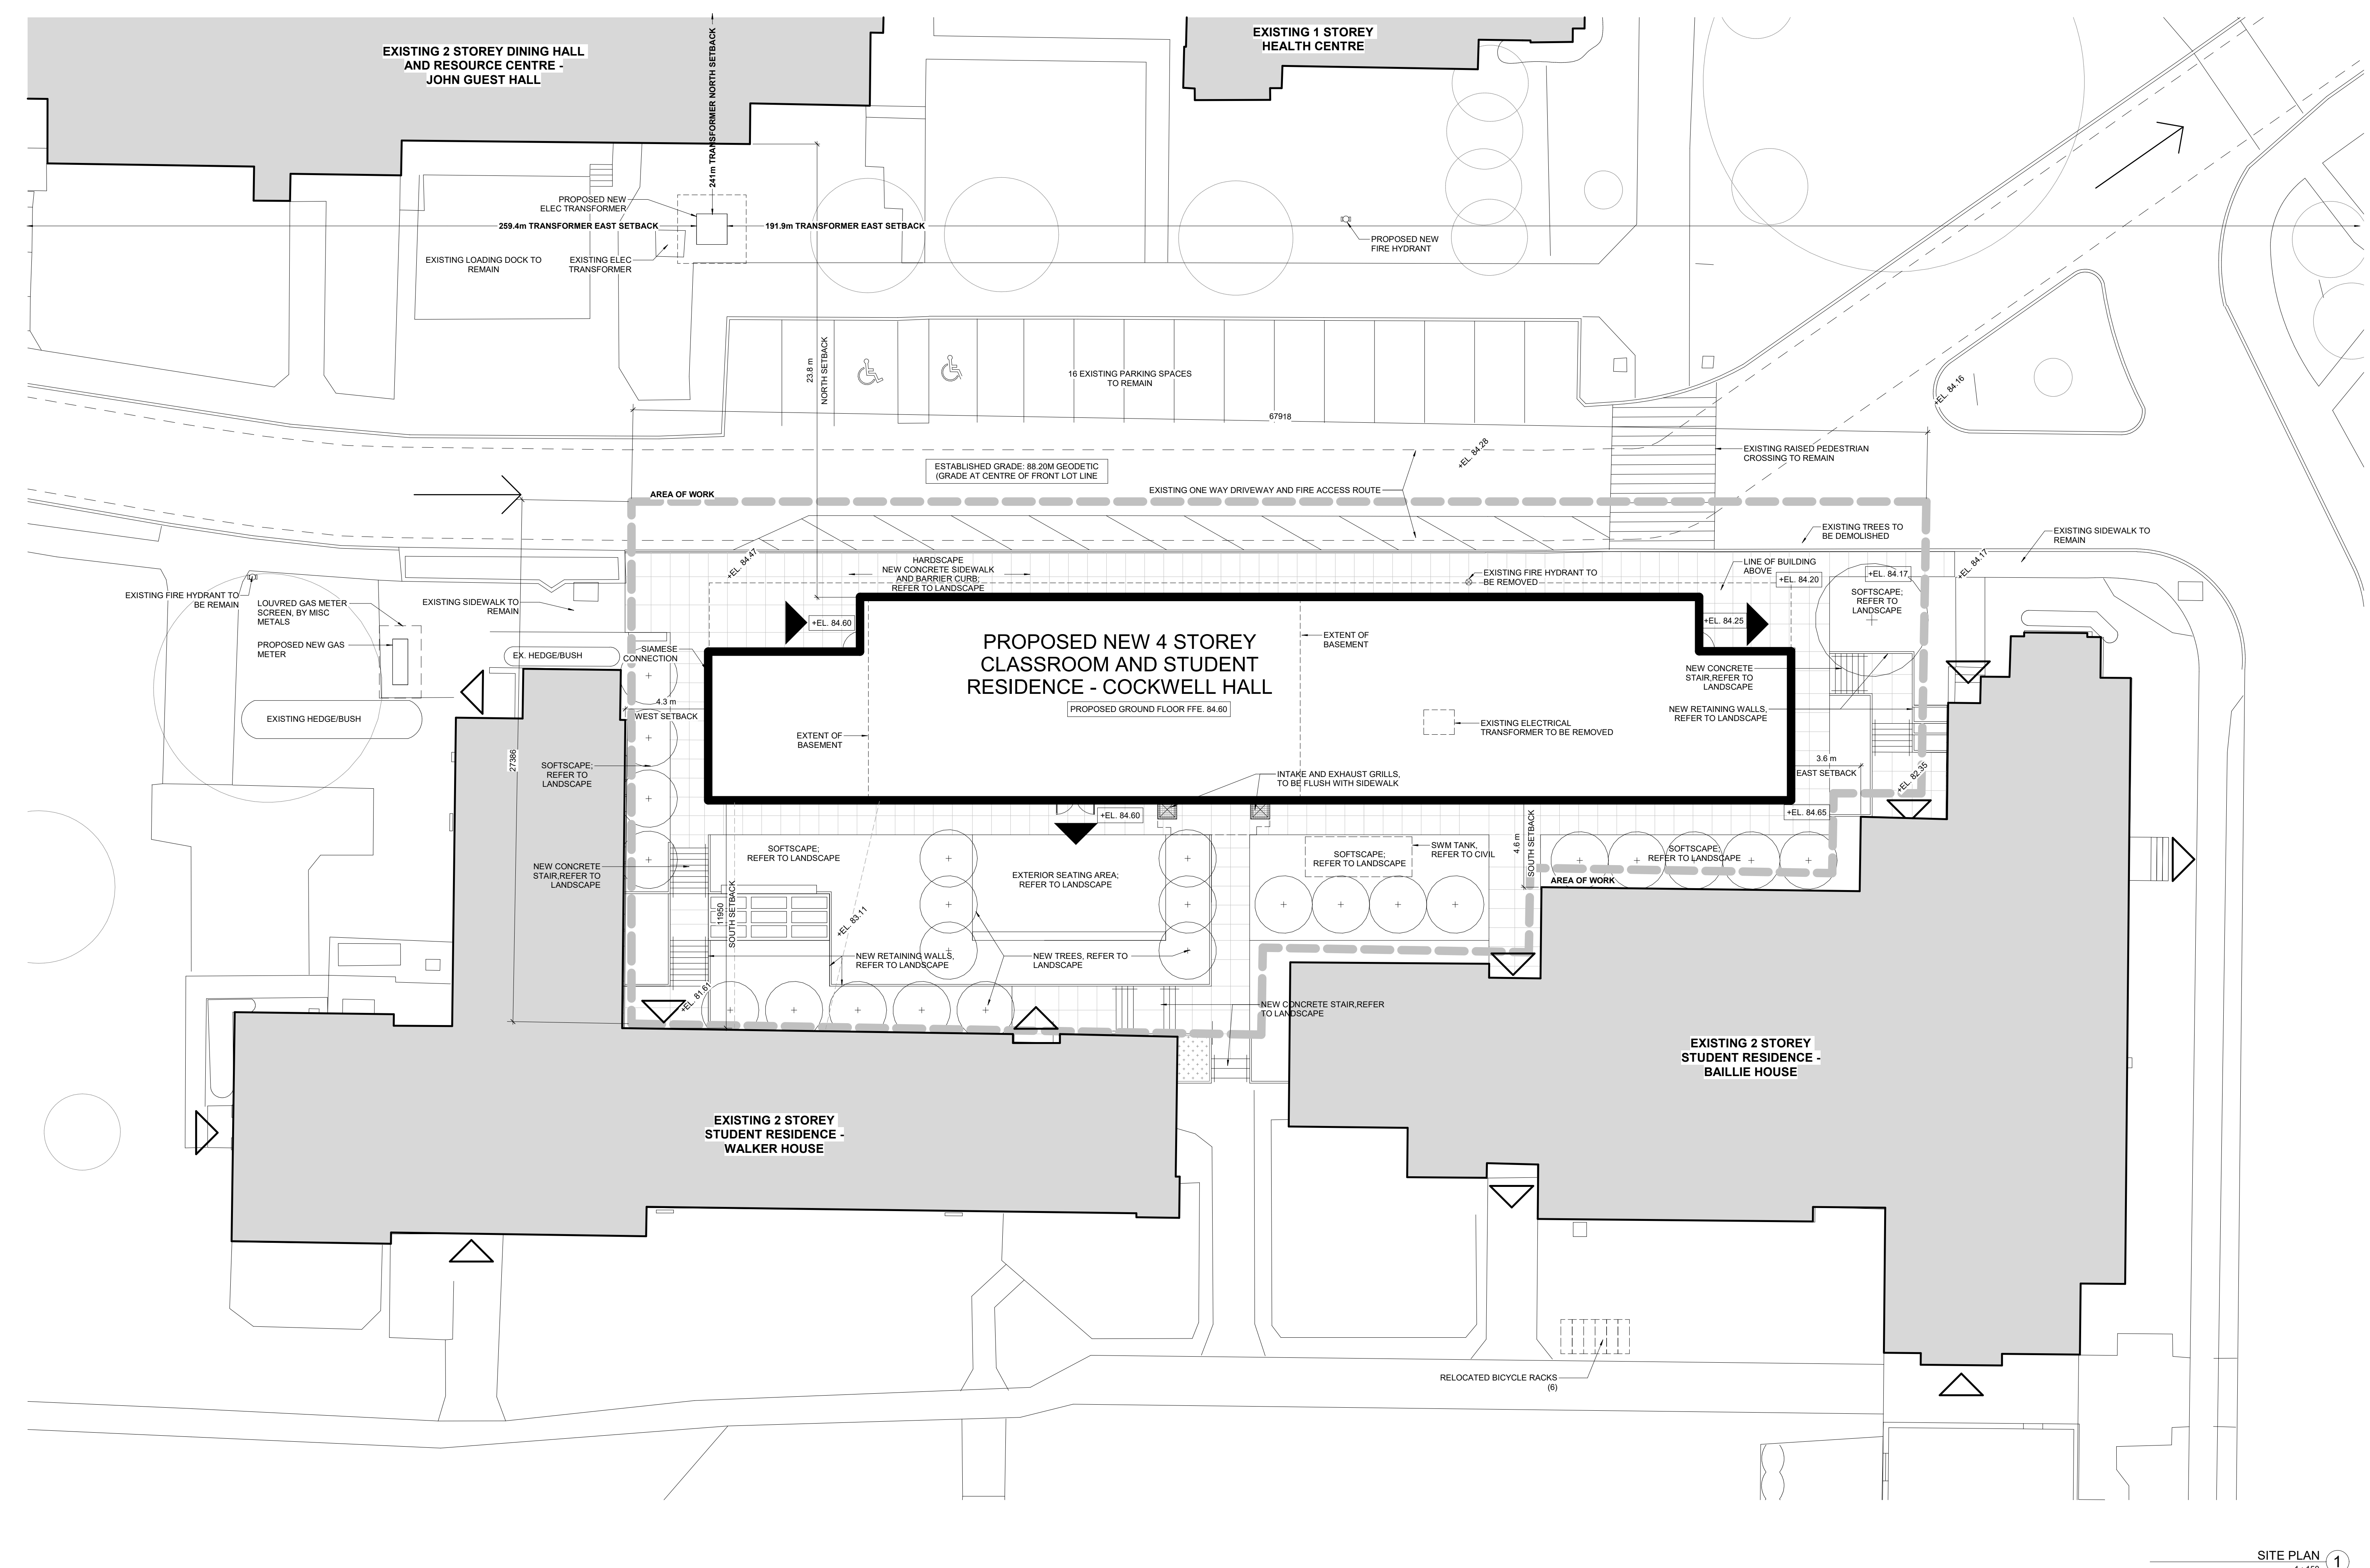 EXISTING 2 STOREY DINING HALL
AND RESOURCE CENTRE -
JOHN GUEST HALL
EXISTING 1 STOREY
HEALTH CENTRE
241m TRANSFORMER NORTH SETBACK
PROPOSED NEW
ELEC TRANSFORMER
259.4m TRANSFORMER EAST SETBACK
191.9m TRANSFORMER EAST SETBACK
PROPOSED NEW
FIRE HYDRANT
EXISTING LOADING DOCK TO
REMAIN
EXISTING ELEC
TRANSFORMER
23.8 m
NORTH SETBACK
16 EXISTING PARKING SPACES
TO REMAIN
67918
+EL. 84.16
+EL. 84.28
EXISTING RAISED PEDESTRIAN
CROSSING TO REMAIN
ESTABLISHED GRADE: 88.20M GEODETIC
(GRADE AT CENTRE OF FRONT LOT LINE
AREA OF WORK
EXISTING ONE WAY DRIVEWAY AND FIRE ACCESS ROUTE
EXISTING TREES TO
BE DEMOLISHED
EXISTING SIDEWALK TO
REMAIN
+EL. 84.47
HARDSCAPE
NEW CONCRETE SIDEWALK
AND BARRIER CURB;
REFER TO LANDSCAPE
EXISTING FIRE HYDRANT TO
BE REMOVED
LINE OF BUILDING
ABOVE
+EL. 84.20
+EL. 84.17
+EL. 84.17
SOFTSCAPE;
REFER TO
LANDSCAPE
EXISTING FIRE HYDRANT TO
BE REMAIN
LOUVRED GAS METER
SCREEN, BY MISC
METALS
EXISTING SIDEWALK TO
REMAIN
PROPOSED NEW GAS
METER
EX. HEDGE/BUSH
SIAMESE
CONNECTION
+EL. 84.60
+EL. 84.25
PROPOSED NEW 4 STOREY
CLASSROOM AND STUDENT
RESIDENCE - COCKWELL HALL
PROPOSED GROUND FLOOR FFE. 84.60
EXTENT OF
BASEMENT
NEW CONCRETE
STAIR,REFER TO
LANDSCAPE
NEW RETAINING WALLS,
REFER TO LANDSCAPE
EXISTING HEDGE/BUSH
4.3 m
WEST SETBACK
EXTENT OF
BASEMENT
EXISTING ELECTRICAL
TRANSFORMER TO BE REMOVED
27386
SOFTSCAPE;
REFER TO
LANDSCAPE
INTAKE AND EXHAUST GRILLS,
TO BE FLUSH WITH SIDEWALK
3.6 m
EAST SETBACK
+EL. 82.35
+EL. 84.60
+EL. 84.65
NEW CONCRETE
STAIR,REFER TO
LANDSCAPE
SOFTSCAPE;
REFER TO LANDSCAPE
EXTERIOR SEATING AREA;
REFER TO LANDSCAPE
SOFTSCAPE;
REFER TO LANDSCAPE
SWM TANK,
REFER TO CIVIL
4.6 m
SOUTH SETBACK
SOFTSCAPE;
REFER TO LANDSCAPE
AREA OF WORK
11950
SOUTH SETBACK
+EL. 83.11
NEW RETAINING WALLS,
REFER TO LANDSCAPE
NEW TREES, REFER TO
LANDSCAPE
+EL. 81.61
NEW CONCRETE STAIR,REFER
TO LANDSCAPE
EXISTING 2 STOREY
STUDENT RESIDENCE -
BAILLIE HOUSE
EXISTING 2 STOREY
STUDENT RESIDENCE -
WALKER HOUSE
RELOCATED BICYCLE RACKS
(6)
SITE PLAN
1